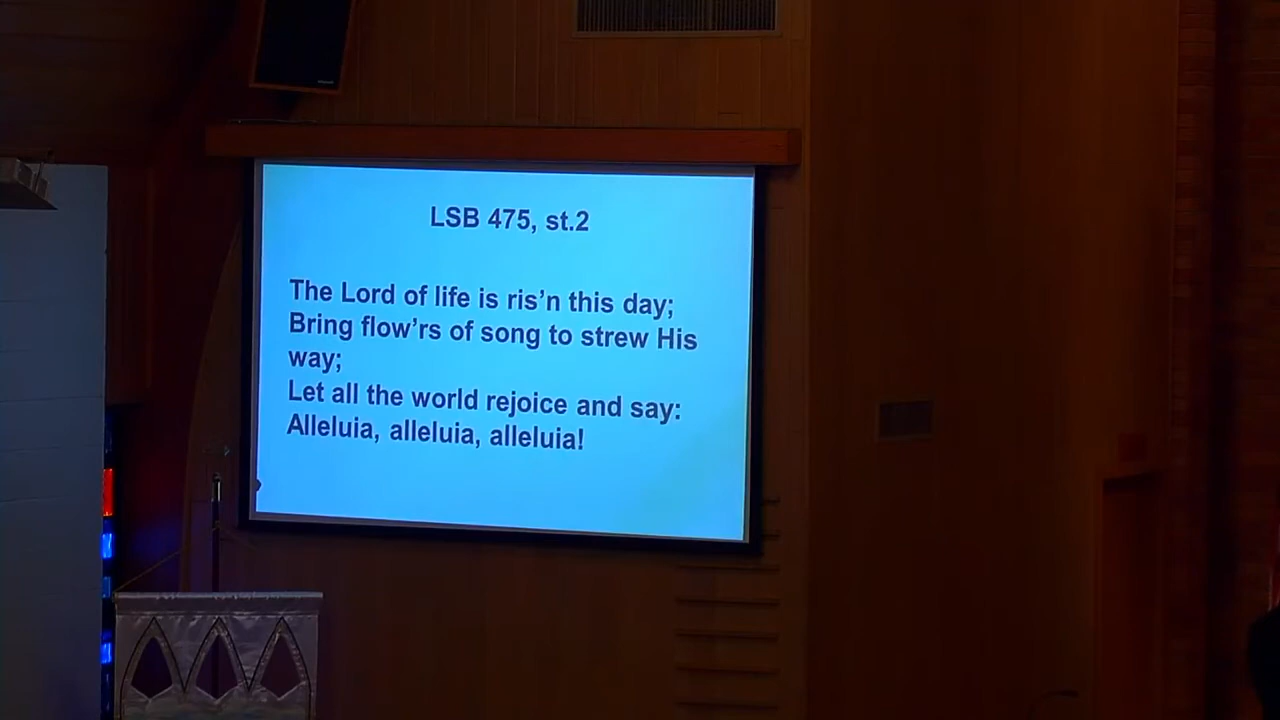 LSB 475, st.2
The Lord of life is ris’n this day;
Bring flow’rs of song to strew His
way;
Let all the world rejoice and say:
Alleluia, alleluia, alleluia!